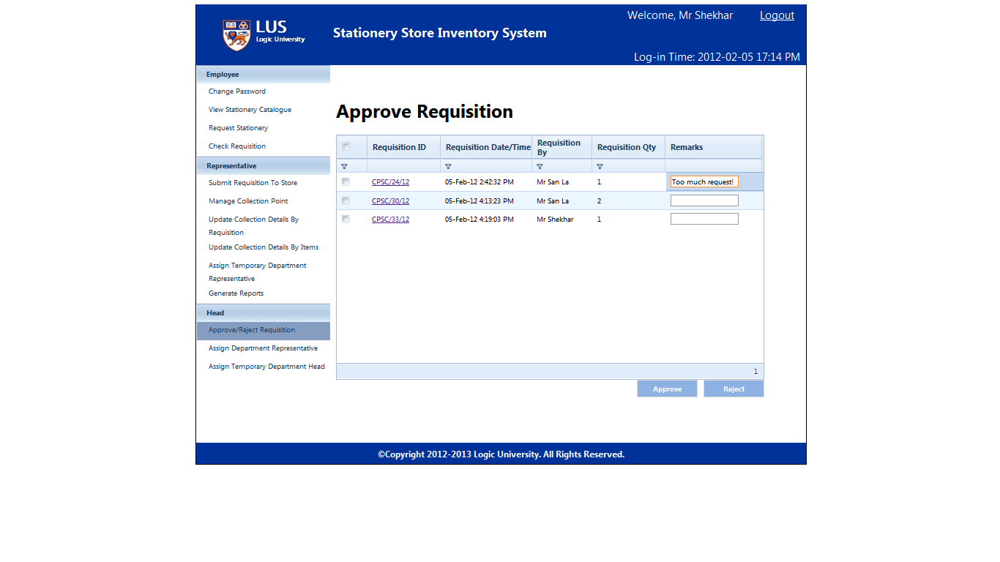 LUS
Logic University
Stationery Store Inventory System
Welcome, Mr Shekhar Logout
Log-in Time: 2012-02-05 17:14 PM
Employee
Change Password
View Stationery Catalogue
Request Stationery
Check Requisition
Representative
Submit Requisition To Store
Manage Collection Point
Update Collection Details By
Requisition
Update Collection Details By Items
Assign Temporary Department
Representative
Generate Reports
Head
Approve/Reject Requisition
Assign Department Representative
Assign Temporary Department Head
Approve Requisition
Requisition ID Requisition Date/Time Requisition By Requisition Qty Remarks
CPSC/24/12 05-Feb-12 2:42:32 PM Mr San La 1 Too much request!
CPSC/30/12 05-Feb-12 4:13:23 PM Mr San La 2
CPSC/33/12 05-Feb-12 4:19:03 PM Mr Shekhar 1
1
Approve Reject
©Copyright 2012-2013 Logic University. All Rights Reserved.